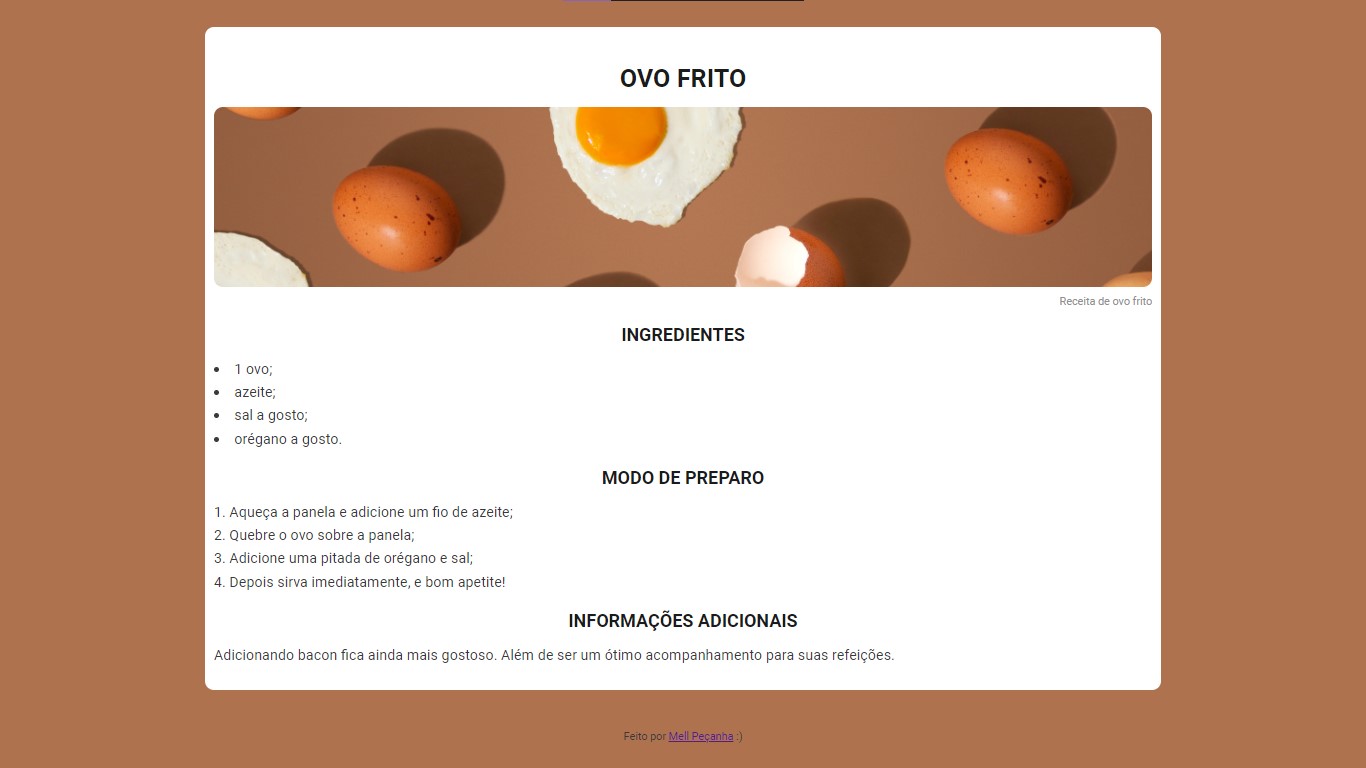 OVO FRITO
Receita de ovo frito
INGREDIENTES
• 1 ovo;
• azeite;
• sal a gosto;
• orégano a gosto.
MODO DE PREPARO
1. Aqueça a panela e adicione um fio de azeite;
2. Quebre o ovo sobre a panela;
3. Adicione uma pitada de orégano e sal;
4. Depois sirva imediatamente, e bom apetite!
INFORMAÇÕES ADICIONAIS
Adicionando bacon fica ainda mais gostoso. Além de ser um ótimo acompanhamento para suas refeições.
Feito por Mell Peçanha :)